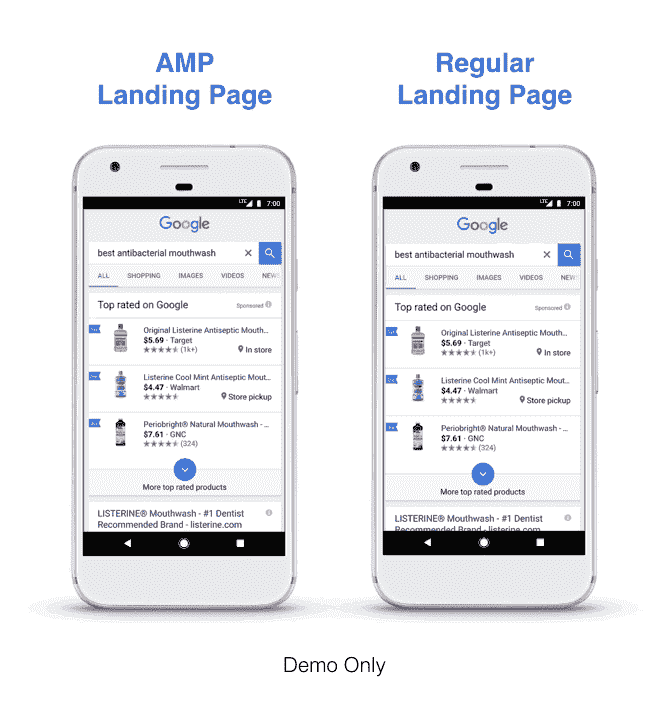 AMP
Landing Page
Regular
Landing Page
LTE 7:00
Google
best antibacterial mouthwash
ALL SHOPPING IMAGES VIDEOS NEWS
Top rated on Google Sponsored
Original Listerine Antiseptic Mouth...
$5.69 · Target
(1k+) In store
Listerine Cool Mint Antiseptic Mout...
$4.47 · Walmart
Store pickup
Periobright® Natural Mouthwash - ...
$7.61 · GNC
(324)
More top rated products
LISTERINE® Mouthwash - #1 Dentist
Recommended Brand - listerine.com
LTE 7:00
Google
best antibacterial mouthwash
ALL SHOPPING IMAGES VIDEOS NEWS
Top rated on Google Sponsored
Original Listerine Antiseptic Mouth...
$5.69 · Target
(1k+) In store
Listerine Cool Mint Antiseptic Mout...
$4.47 · Walmart
Store pickup
Periobright® Natural Mouthwash - ...
$7.61 · GNC
(324)
More top rated products
LISTERINE® Mouthwash - #1 Dentist
Recommended Brand - listerine.com
Demo Only